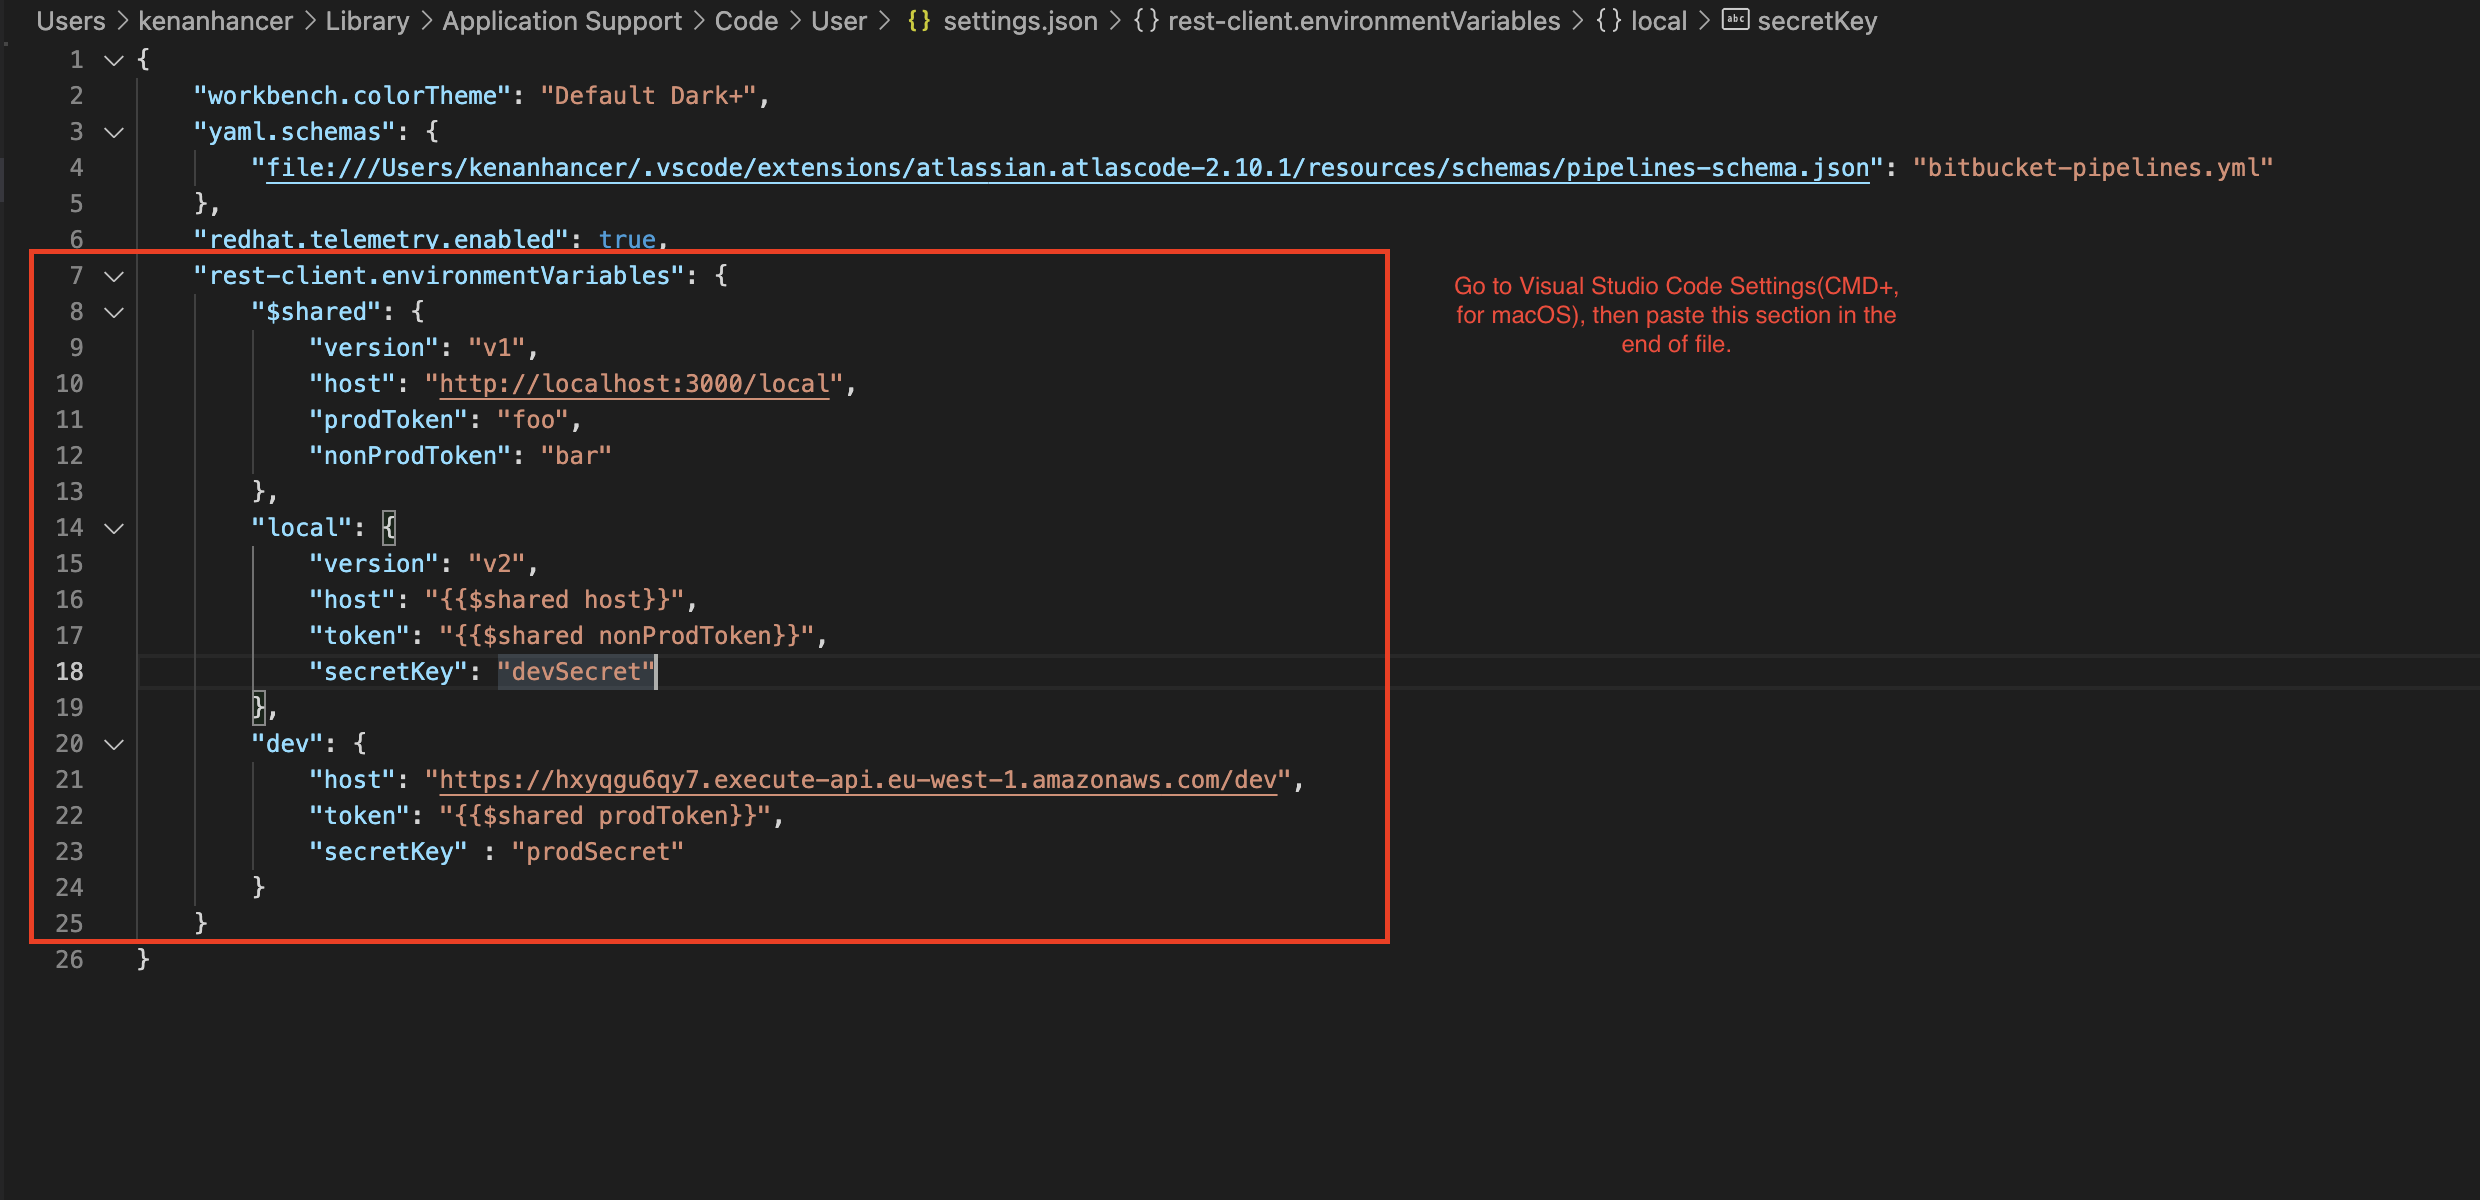 Users > kenanhancer > Library > Application Support > Code > User > {} settings.json > {} rest-client.environmentVariables > {} local > abc secretKey
1 {
2 "workbench.colorTheme": "Default Dark+",
3 "yaml.schemas": {
4 "file:///Users/kenanhancer/.vscode/extensions/atlassian.atlascode-2.10.1/resources/schemas/pipelines-schema.json": "bitbucket-pipelines.yml"
5 },
6 "redhat.telemetry.enabled": true,
7 "rest-client.environmentVariables": {
8 "$shared": {
9 "version": "v1",
10 "host": "http://localhost:3000/local",
11 "prodToken": "foo",
12 "nonProdToken": "bar"
13 },
14 "local": {
15 "version": "v2",
16 "host": "{{$shared host}}",
17 "token": "{{$shared nonProdToken}}",
18 "secretKey": "devSecret"
19 },
20 "dev": {
21 "host": "https://hxyqgu6qy7.execute-api.eu-west-1.amazonaws.com/dev",
22 "token": "{{$shared prodToken}}",
23 "secretKey" : "prodSecret"
24 }
25 }
26 }
Go to Visual Studio Code Settings(CMD+,
for macOS), then paste this section in the
end of file.